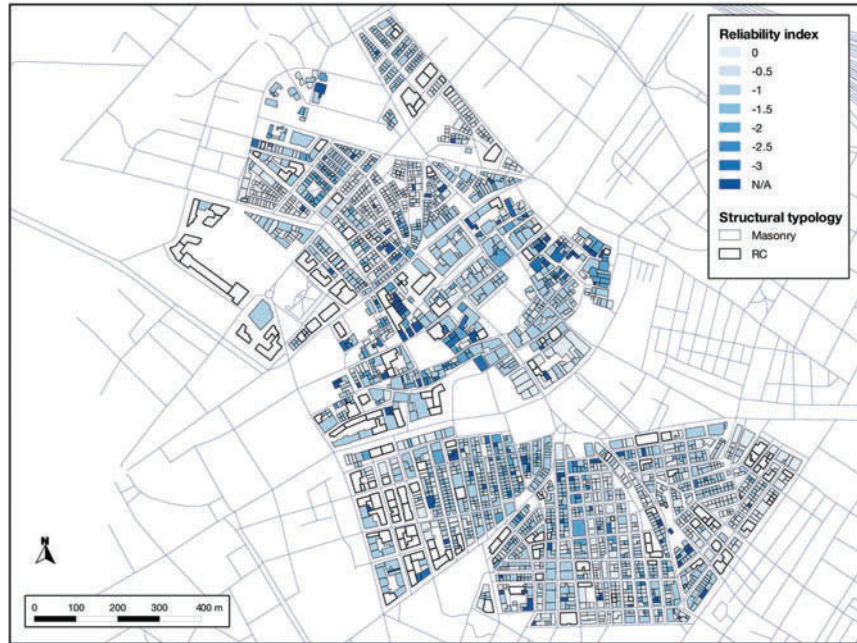 Reliability index
0
-0.5
-1
-1.5
-2
-2.5
-3
N/A
Structural typology
Masonry
RC
N
0 100 200 300 400 m